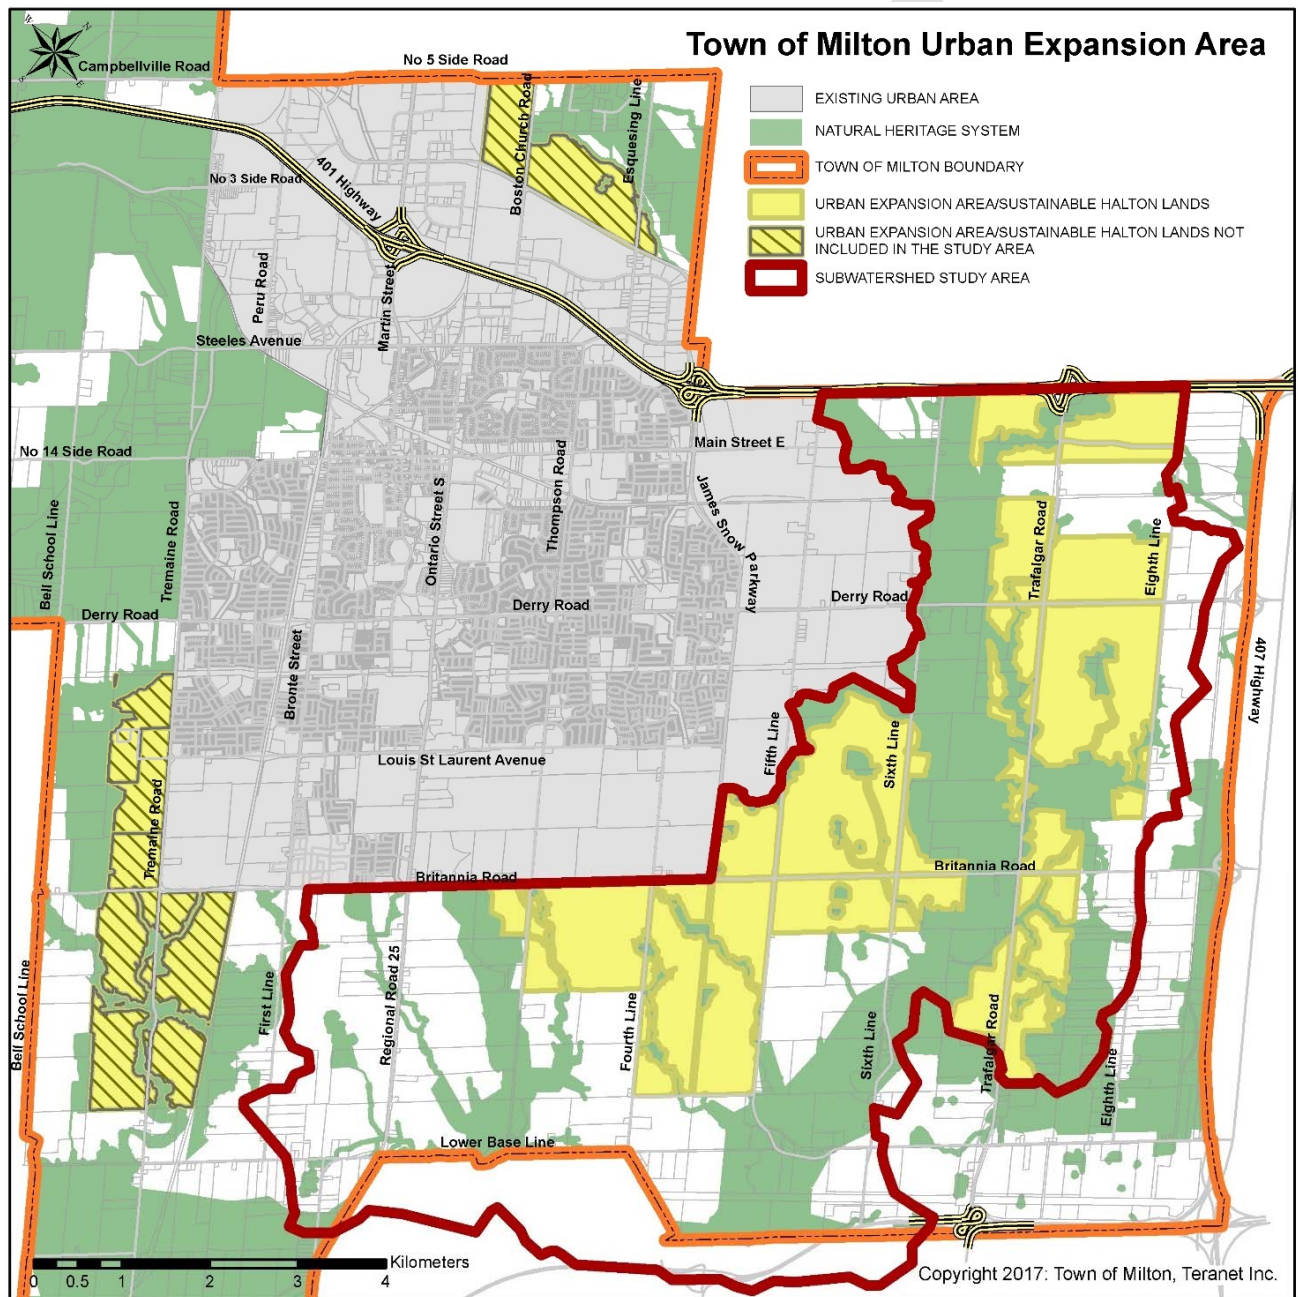 Town of Milton Urban Expansion Area
W
N
S
E
Campbellville Road
No 5 Side Road
EXISTING URBAN AREA
NATURAL HERITAGE SYSTEM
TOWN OF MILTON BOUNDARY
URBAN EXPANSION AREA/SUSTAINABLE HALTON LANDS
URBAN EXPANSION AREA/SUSTAINABLE HALTON LANDS NOT
INCLUDED IN THE STUDY AREA
SUBWATERSHED STUDY AREA
Boston Church Road
Esquesing Line
401 Highway
No 3 Side Road
Peru Road
Martin Street
Steeles Avenue
Main Street E
No 14 Side Road
Thompson Road
Ontario Street S
James Snow Parkway
Bell School Line
Tremaine Road
Trafalgar Road
Eighth Line
Derry Road
Derry Road
Derry Road
Bronte Street
407 Highway
Fifth Line
Sixth Line
Louis St Laurent Avenue
Tremaine Road
Britannia Road
Britannia Road
Bell School Line
First Line
Regional Road 25
Fourth Line
Sixth Line
Trafalgar Road
Eighth Line
Lower Base Line
Kilometers
0 0.5 1 2 3 4
Copyright 2017: Town of Milton, Teranet Inc.